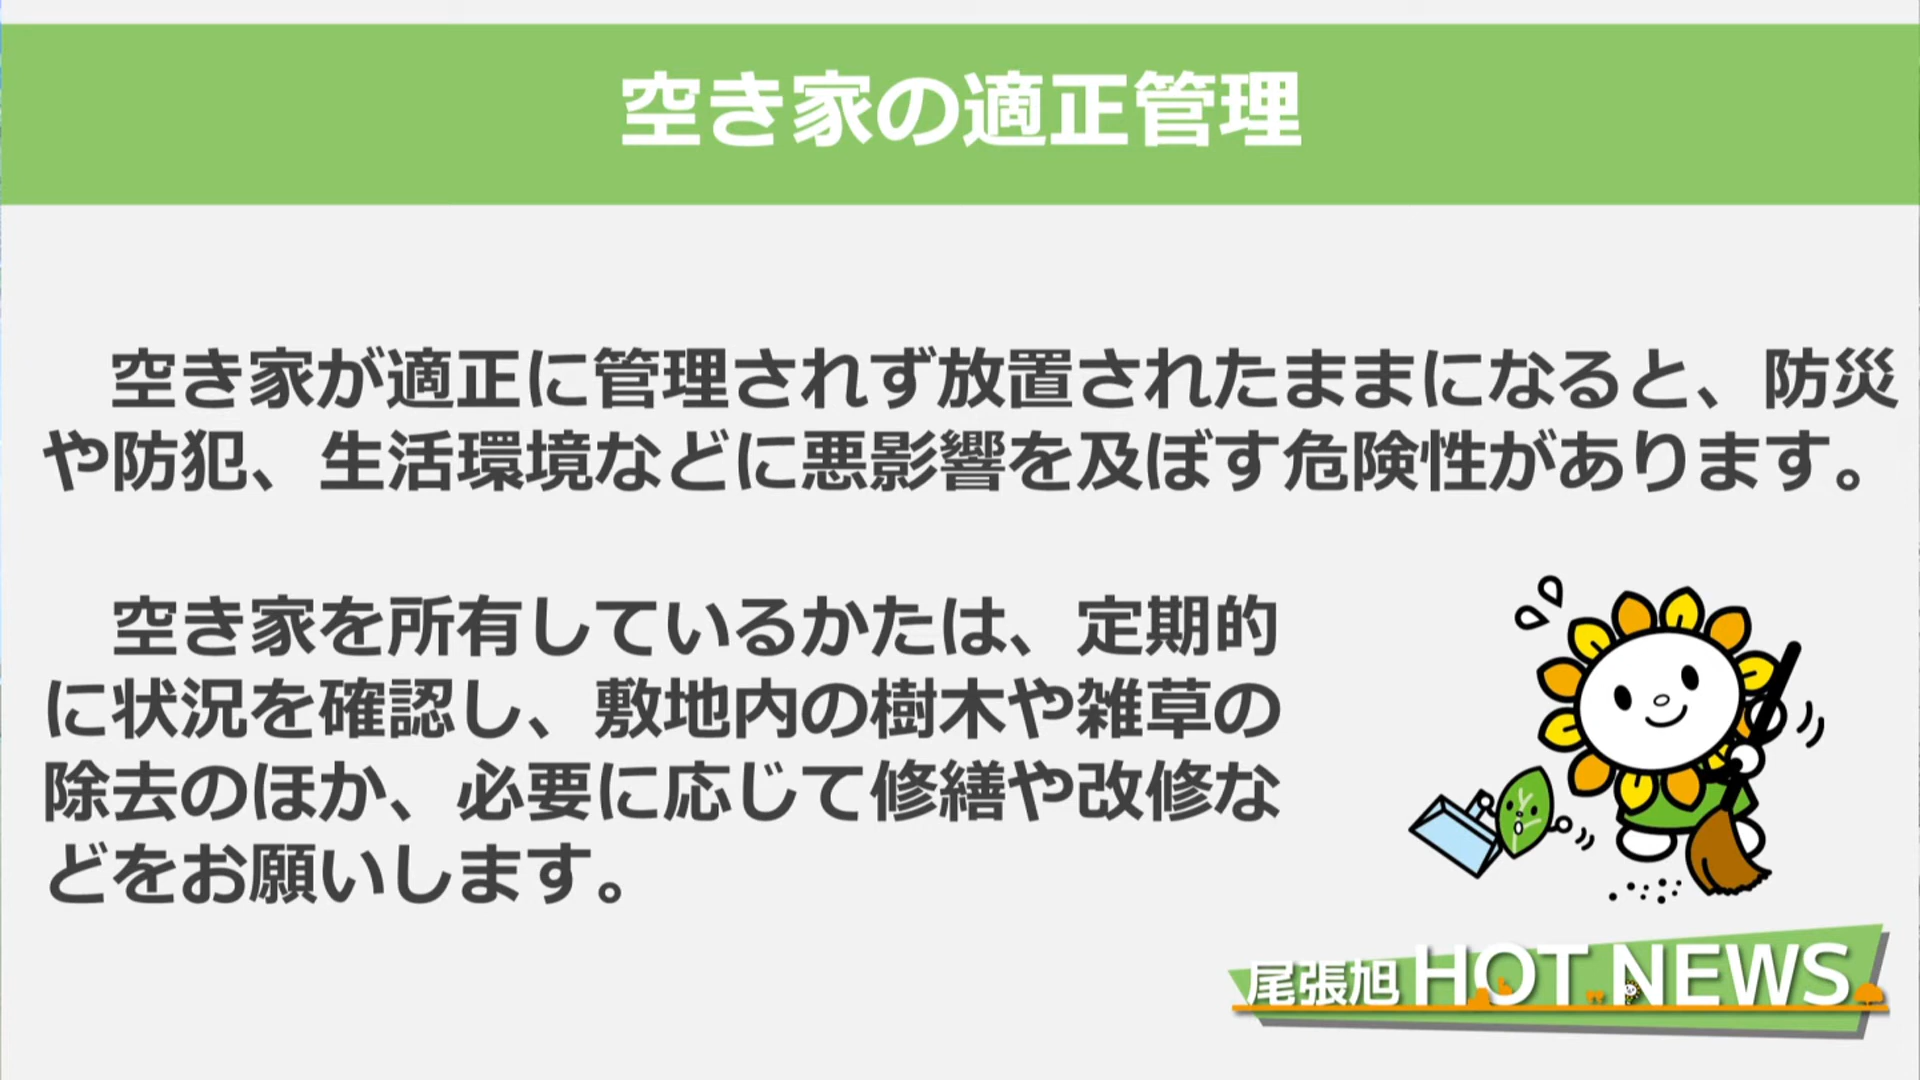 空き家の適正管理
空き家が適正に管理されず放置されたままになると、防災
や防犯、生活環境などに悪影響を及ぼす危険性があります。
空き家を所有しているかたは、定期的
に状況を確認し、敷地内の樹木や雑草の
除去のほか、必要に応じて修繕や改修な
どをお願いします。
尾張旭 HOT NEWS